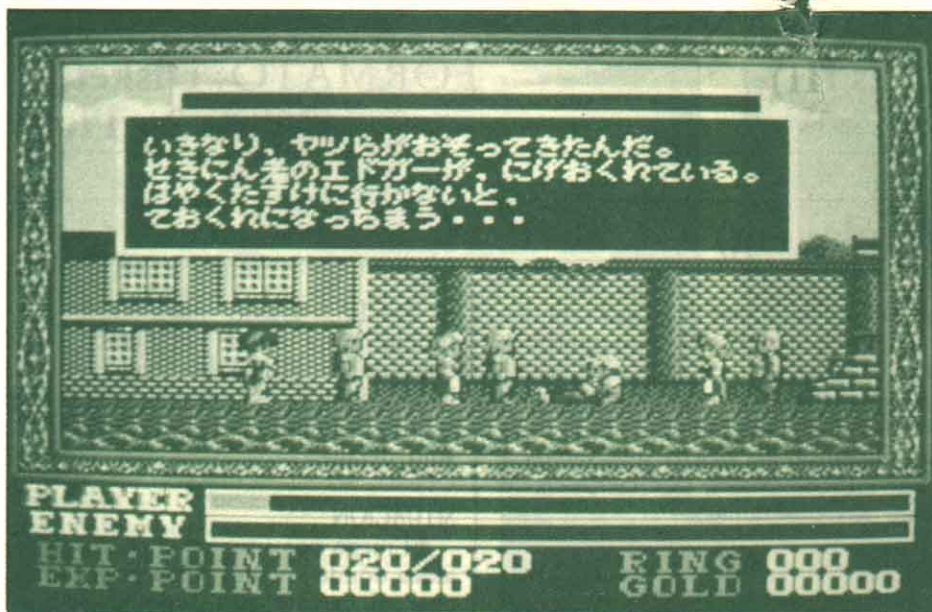 いきなり、ヤツらがおそってきたんだ。
せきにん者のエドガーが、にげおくれている。
はやくたすけに行かないと、
ておくれになっちまう・・・
PLAYER
ENEMY
HIT・POINT 020/020 RING 000
EXP・POINT 00000 GOLD 00000